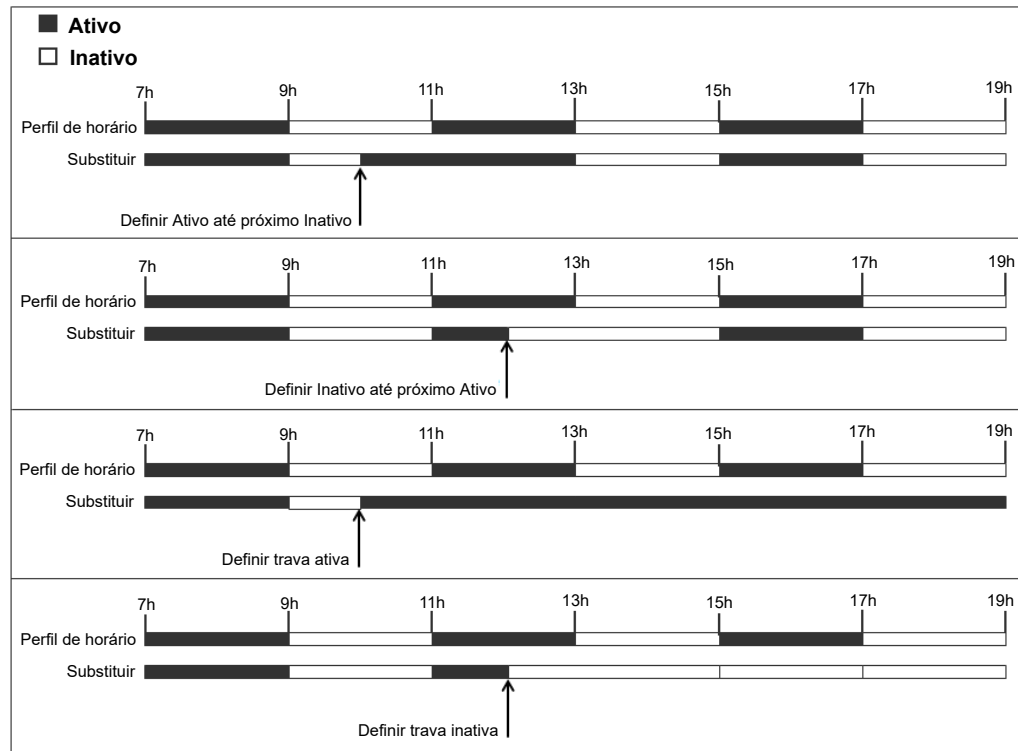 Ativo
Inativo
7h 9h 11h 13h 15h 17h 19h
Perfil de horário
Substituir
Definir Ativo até próximo Inativo
7h 9h 11h 13h 15h 17h 19h
Perfil de horário
Substituir
Definir Inativo até próximo Ativo
7h 9h 11h 13h 15h 17h 19h
Perfil de horário
Substituir
Definir trava ativa
7h 9h 11h 13h 15h 17h 19h
Perfil de horário
Substituir
Definir trava inativa